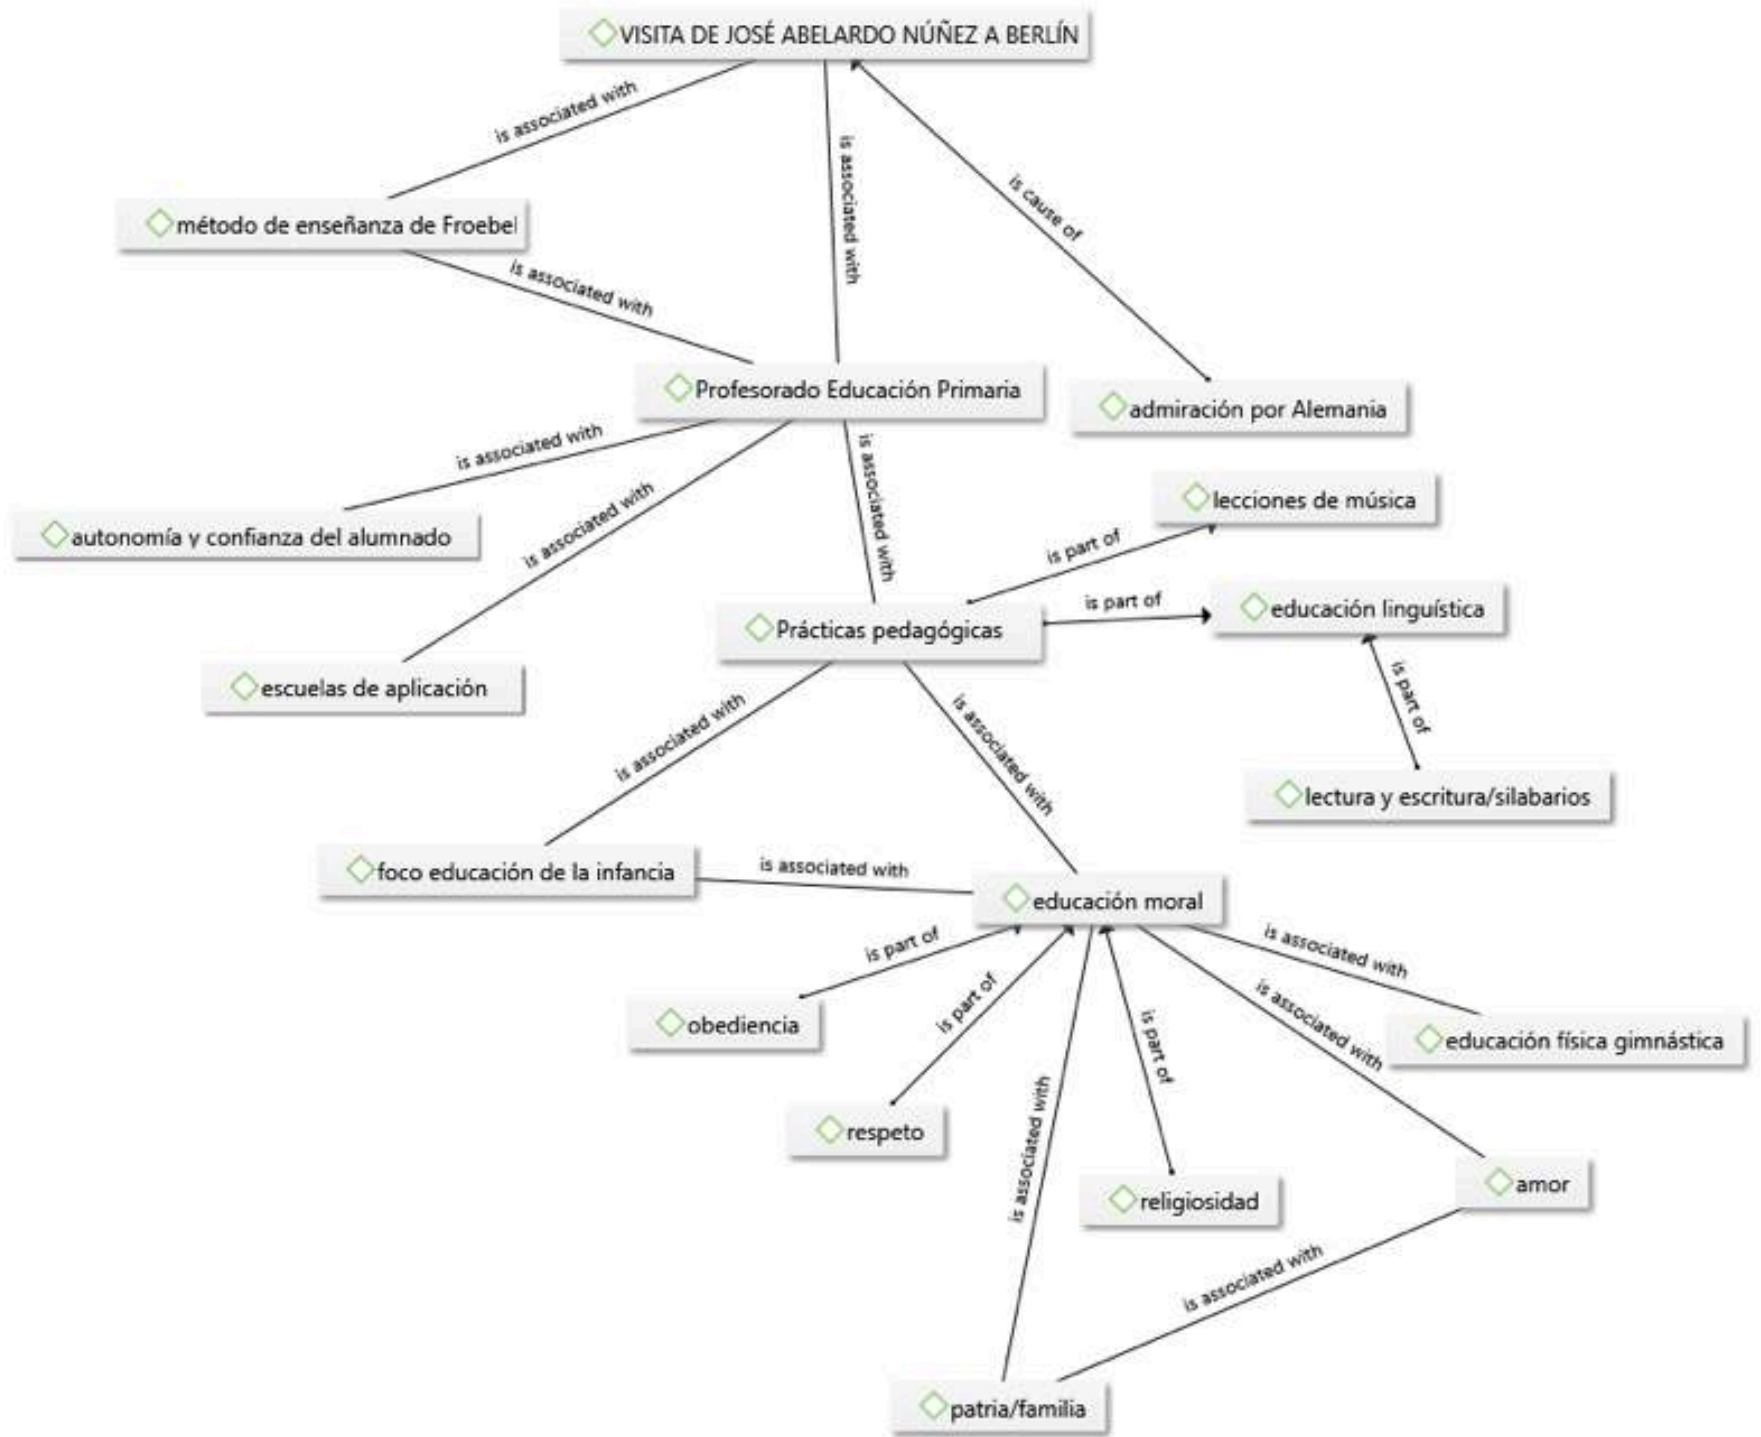 VISITA DE JOSÉ ABELARDO NÚÑEZ A BERLÍN
is associated with
is associated with
is cause of
método de enseñanza de Froebel
is associated with
Profesorado Educación Primaria
admiración por Alemania
is associated with
is associated with
is associated with
lecciones de música
autonomía y confianza del alumnado
is part of
is part of
educación linguística
Prácticas pedagógicas
escuelas de aplicación
is part of
is associated with
is associated with
lectura y escritura/silabarios
foco educación de la infancia
is associated with
educación moral
is part of
is associated with
is part of
is associated with
obediencia
educación física gimnástica
is part of
is associated with
respeto
religiosidad
amor
is associated with
patria/familia